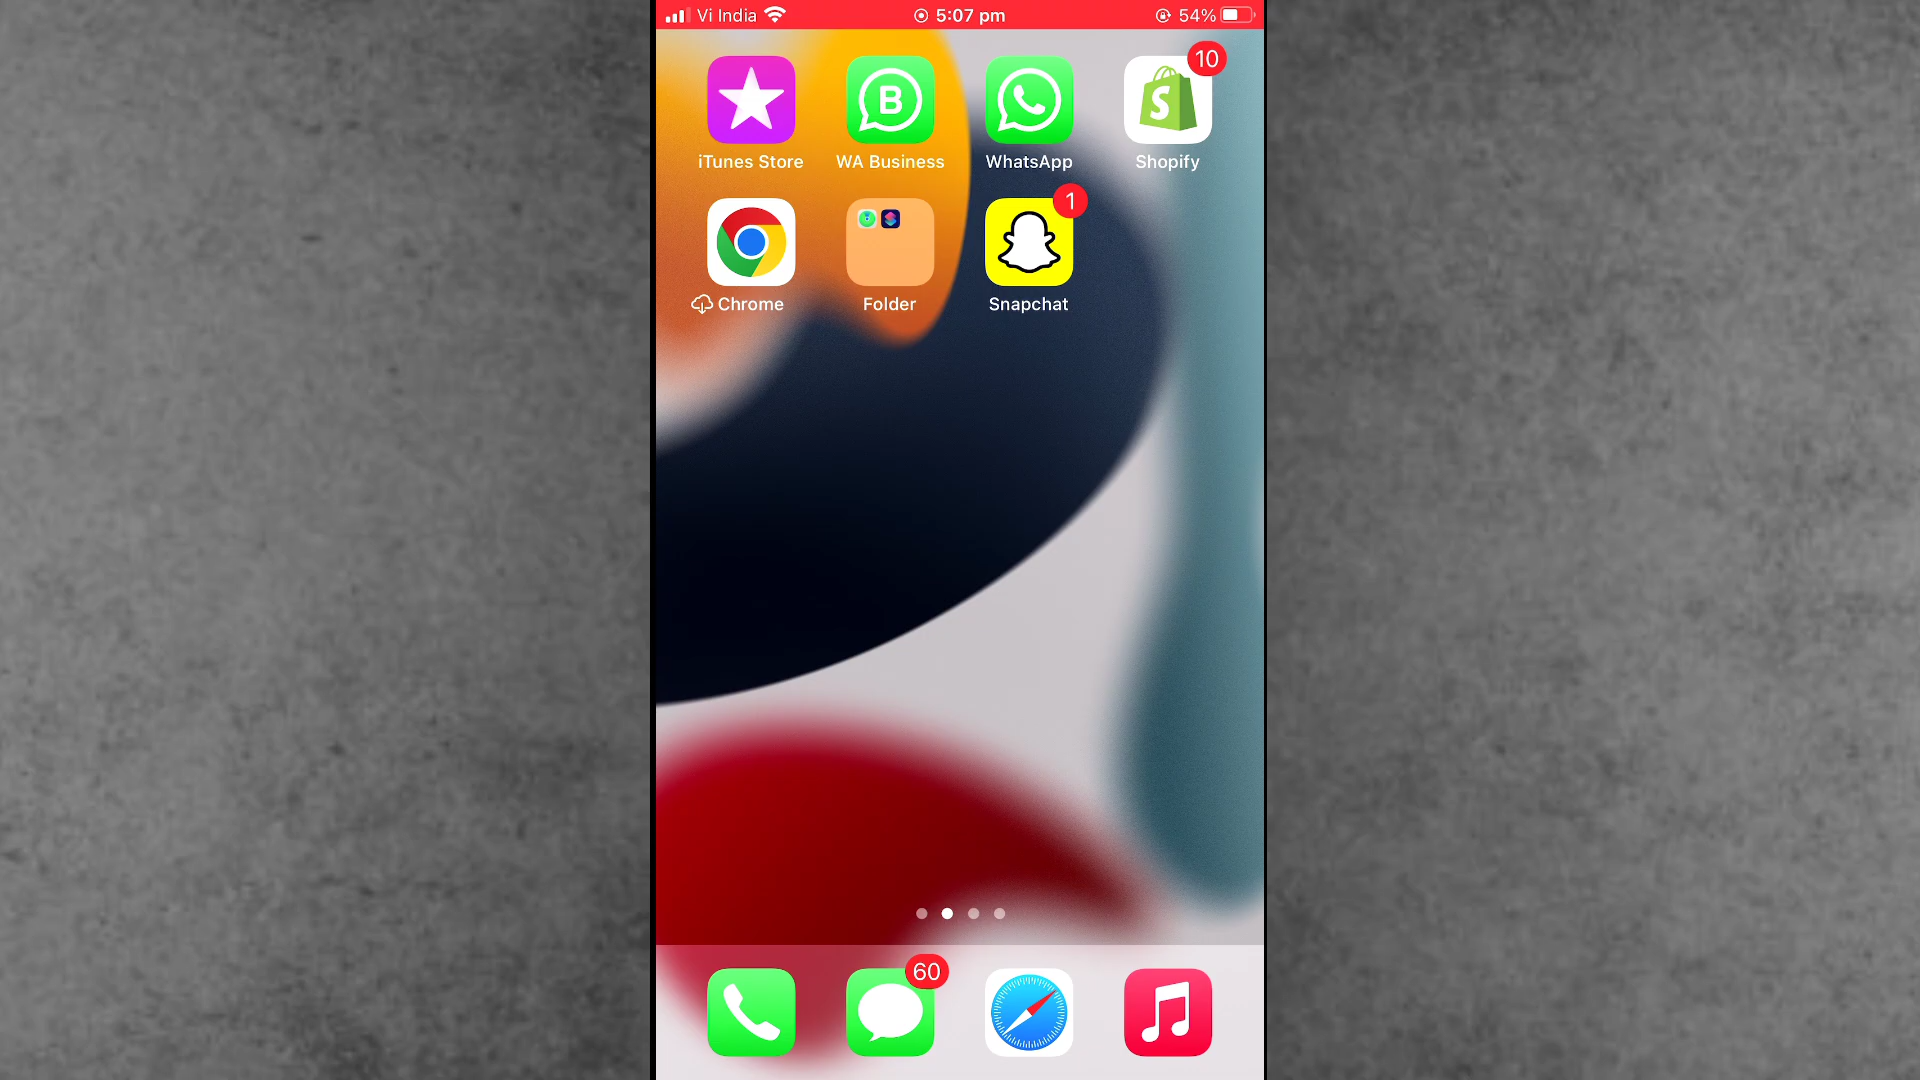 Vi India 5:07 pm 54%
10
B
S
iTunes Store WA Business WhatsApp Shopify
1
Chrome Folder Snapchat
60